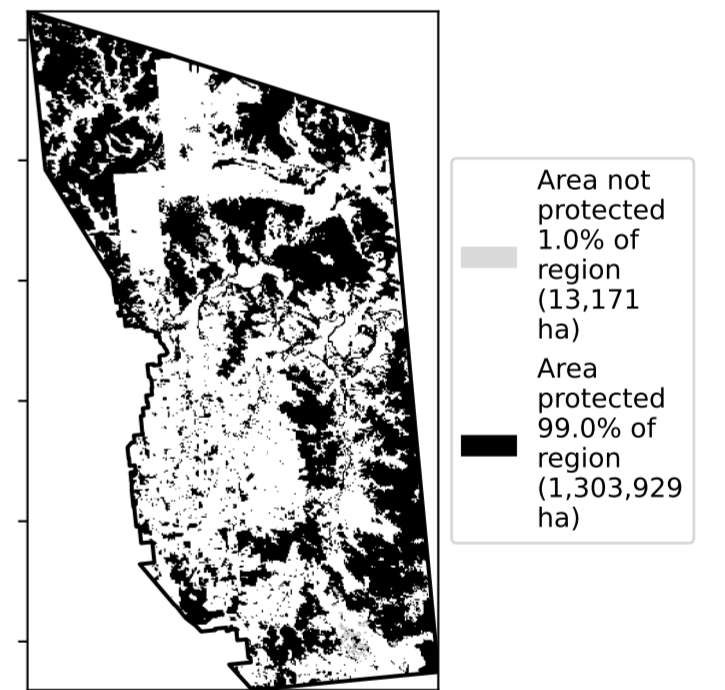 Area not
protected
1.0% of
region
(13,171
ha)
Area
protected
99.0% of
region
(1,303,929
ha)